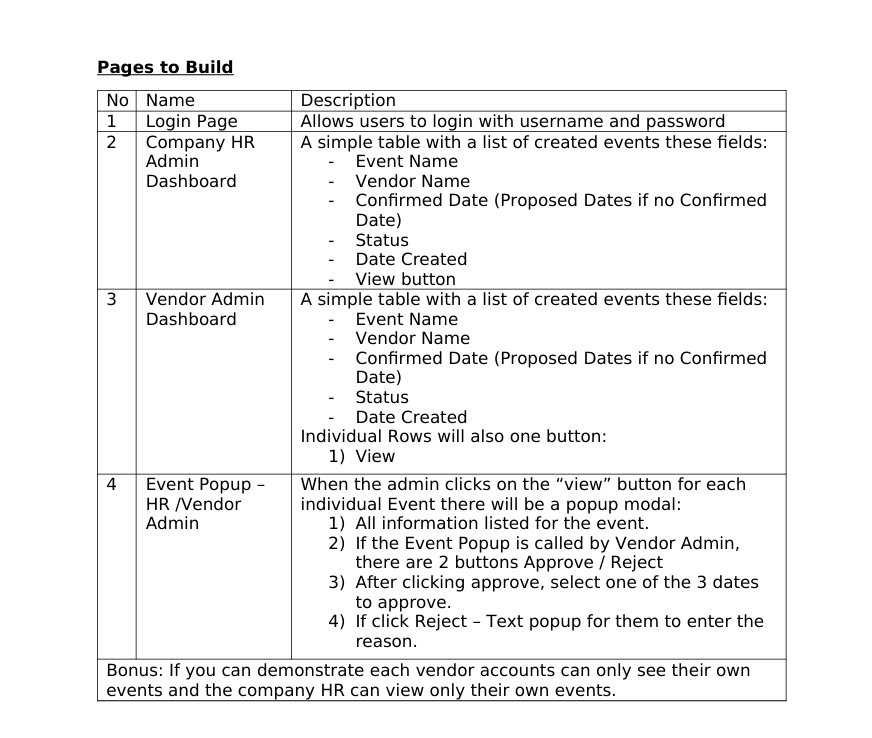 Pages to Build
No Name Description
1 Login Page Allows users to login with username and password
2 Company HR A simple table with a list of created events these fields:
Admin - Event Name
Dashboard - Vendor Name
- Confirmed Date (Proposed Dates if no Confirmed
Date)
- Status
- Date Created
- View button
3 Vendor Admin A simple table with a list of created events these fields:
Dashboard - Event Name
- Vendor Name
- Confirmed Date (Proposed Dates if no Confirmed
Date)
- Status
- Date Created
Individual Rows will also one button:
1) View
4 Event Popup – When the admin clicks on the “view” button for each
HR /Vendor individual Event there will be a popup modal:
Admin 1) All information listed for the event.
2) If the Event Popup is called by Vendor Admin,
there are 2 buttons Approve / Reject
3) After clicking approve, select one of the 3 dates
to approve.
4) If click Reject – Text popup for them to enter the
reason.
Bonus: If you can demonstrate each vendor accounts can only see their own
events and the company HR can view only their own events.